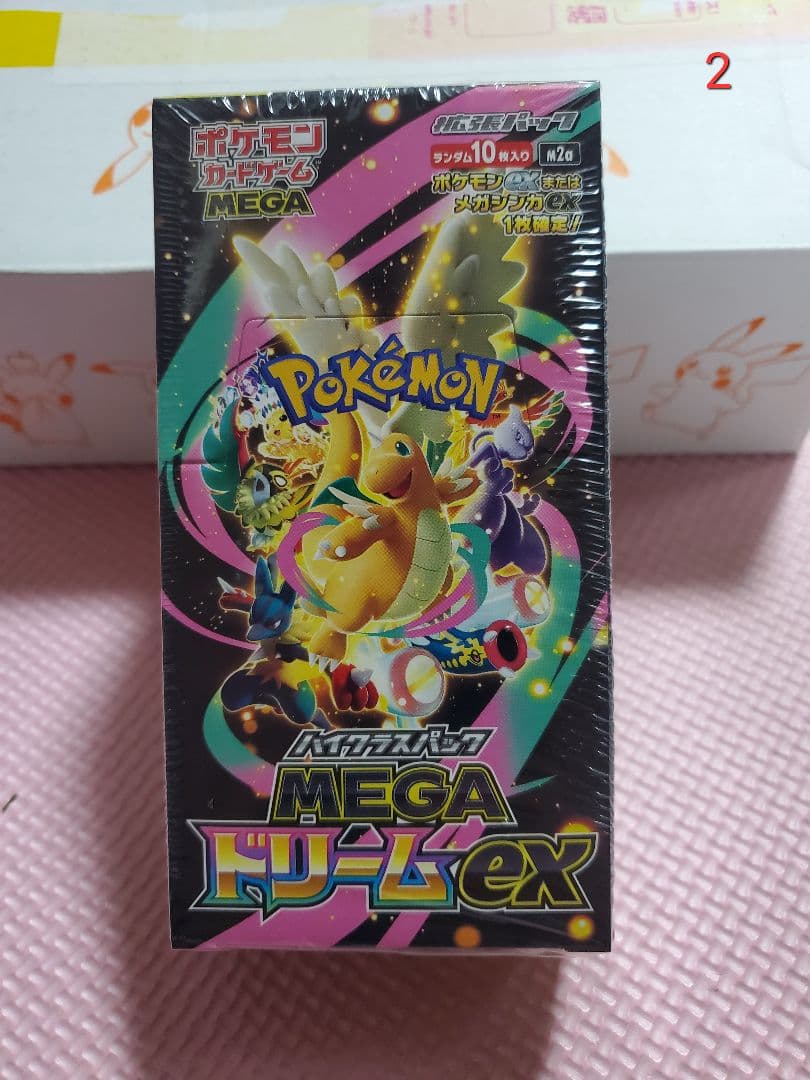 2
ポケモン
カードゲーム
MEGA
拡張パック
ランダム10枚入り M2a
ポケモンexまたは
メガシンカex
1枚確定!
POKéMON
TM
ハイクラスパック
MEGA
ドリームex